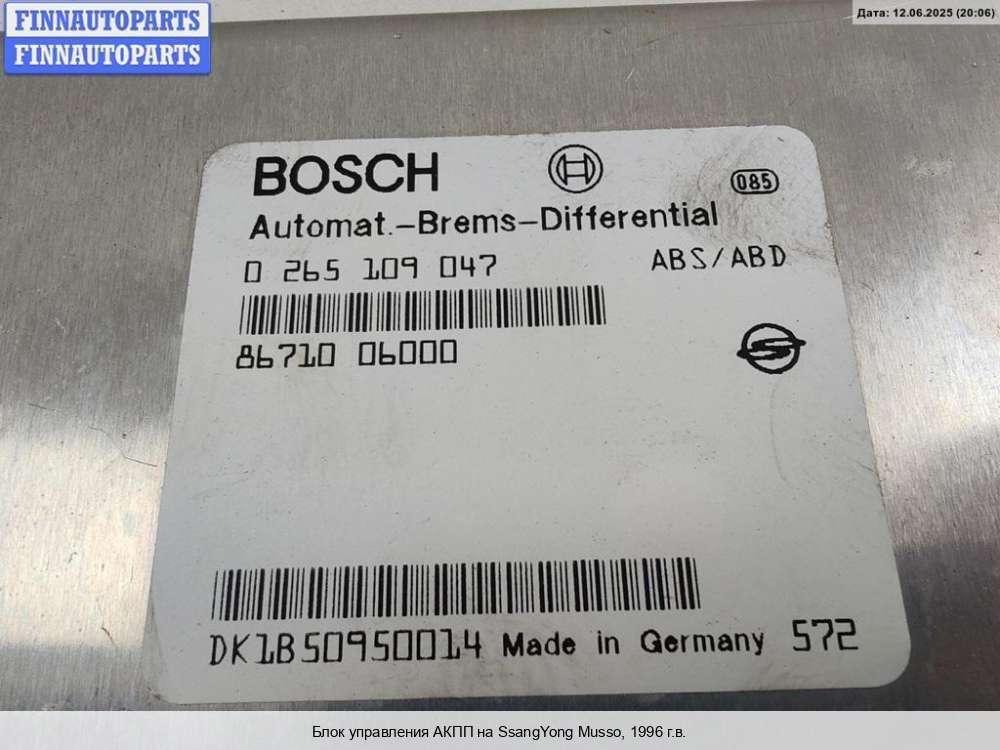 FINNAUTOPARTS
FINNAUTOPARTS
Дата: 12.06.2025 (20:06)
BOSCH
085
Automat.-Brems-Differential
0 265 109 047 ABS/ABD
86710 06000
DK1B50950014 Made in Germany 572
Блок управления АКПП на SsangYong Musso, 1996 г.в.